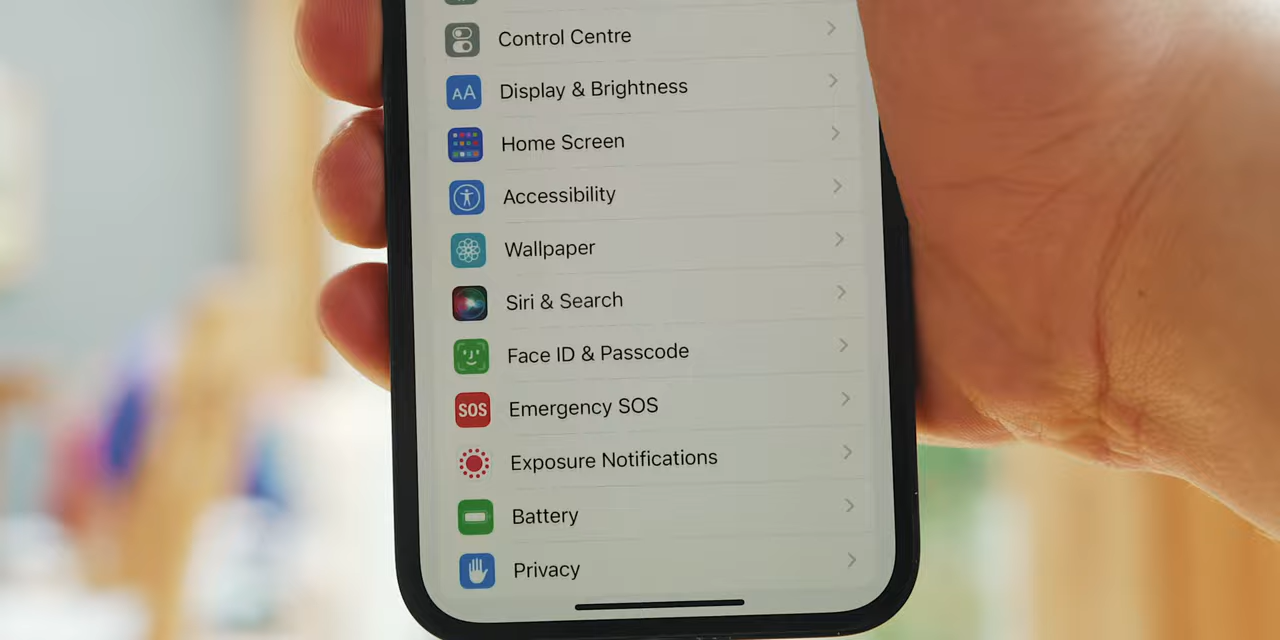 Control Centre
AA Display & Brightness
Home Screen
Accessibility
Wallpaper
Siri & Search
Face ID & Passcode
SOS Emergency SOS
Exposure Notifications
Battery
Privacy